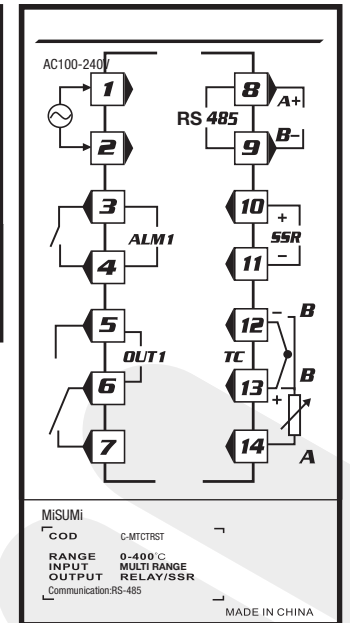 AC100-240V
1
2
3
4
ALM1
5
6
7
OUT1
8
9
RS 485
A+
B-
10
11
+
SSR
-
12
13
14
TC
-
B
B
+
A
MiSUMi
COD C-MTCTRST
RANGE 0-400°C
INPUT MULTI RANGE
OUTPUT RELAY/SSR
Communication:RS-485
MADE IN CHINA